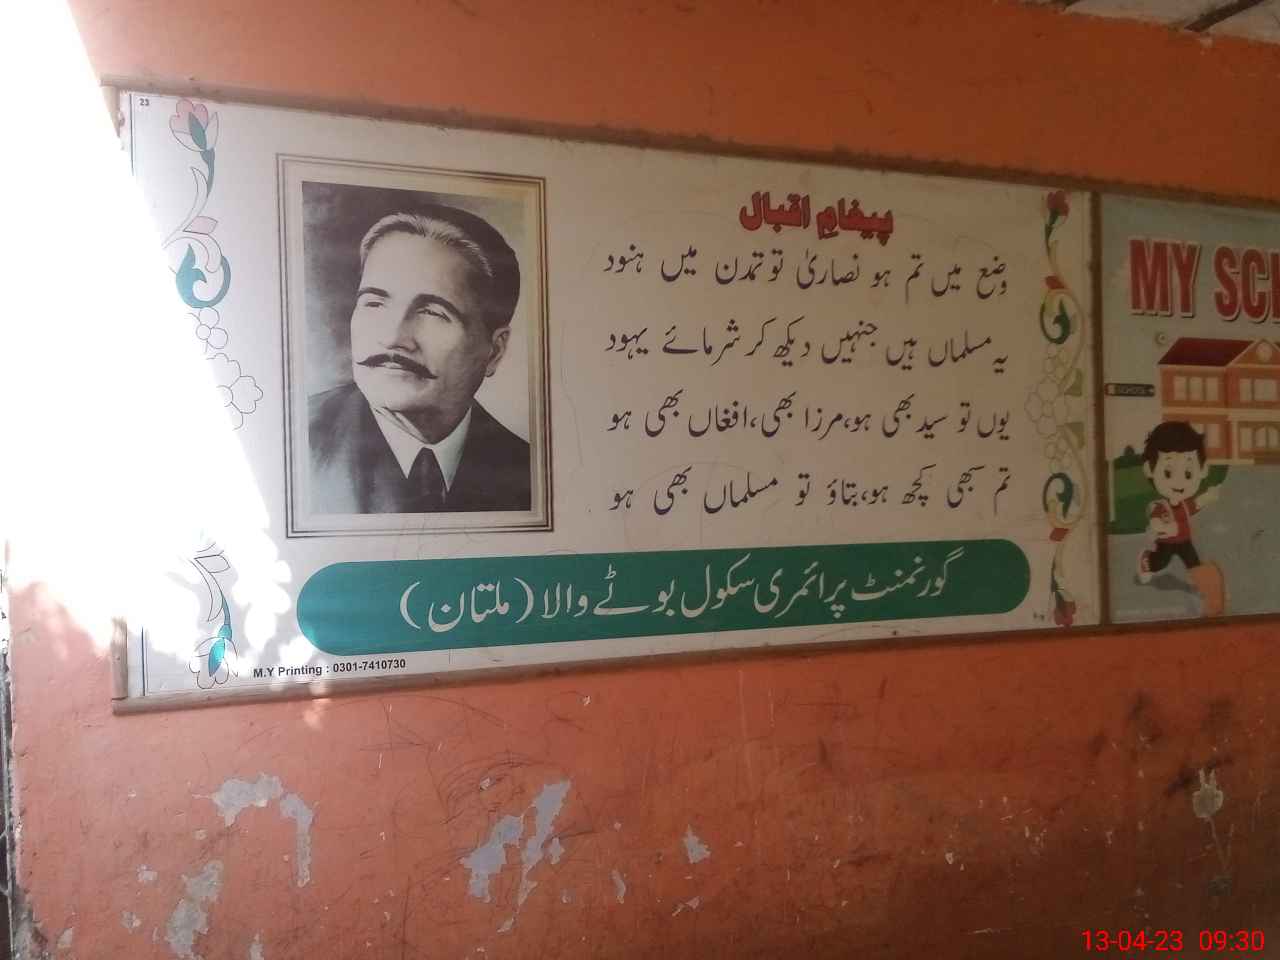 23
پیغامِ اقبال
وضع میں تم ہو نصاریٰ تو تمدن میں ہنود
یہ مسلماں ہیں جنہیں دیکھ کر شرمائے یہود
یوں تو سید بھی ہو،مرزا بھی،افغاں بھی ہو
تم سبھی کچھ ہو،بتاؤ تو مسلماں بھی ہو
گورنمنٹ پرائمری سکول بوٹے والا (ملتان)
M.Y Printing : 0301-7410730
MY SCH
SCHOOL
13-04-23 09:30